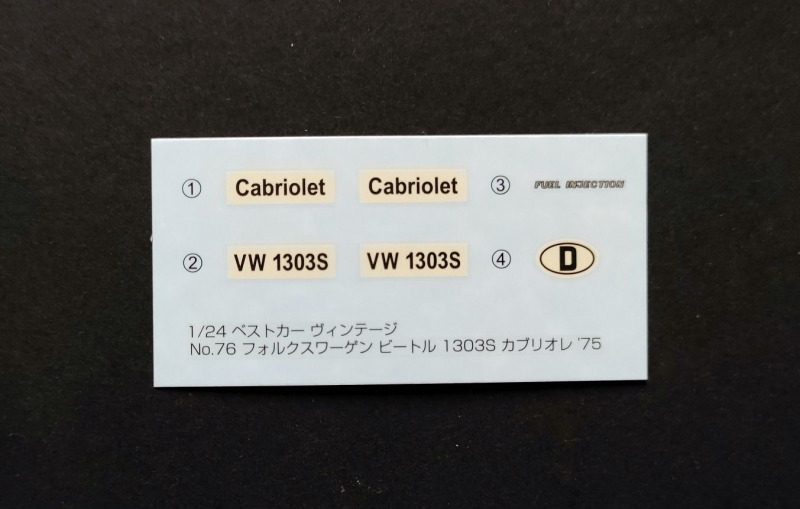 ① Cabriolet Cabriolet ③ FUEL INJECTION
② VW 1303S VW 1303S ④ D
1/24 ベストカー ヴィンテージ
No.76 フォルクスワーゲン ビートル 1303S カブリオレ '75